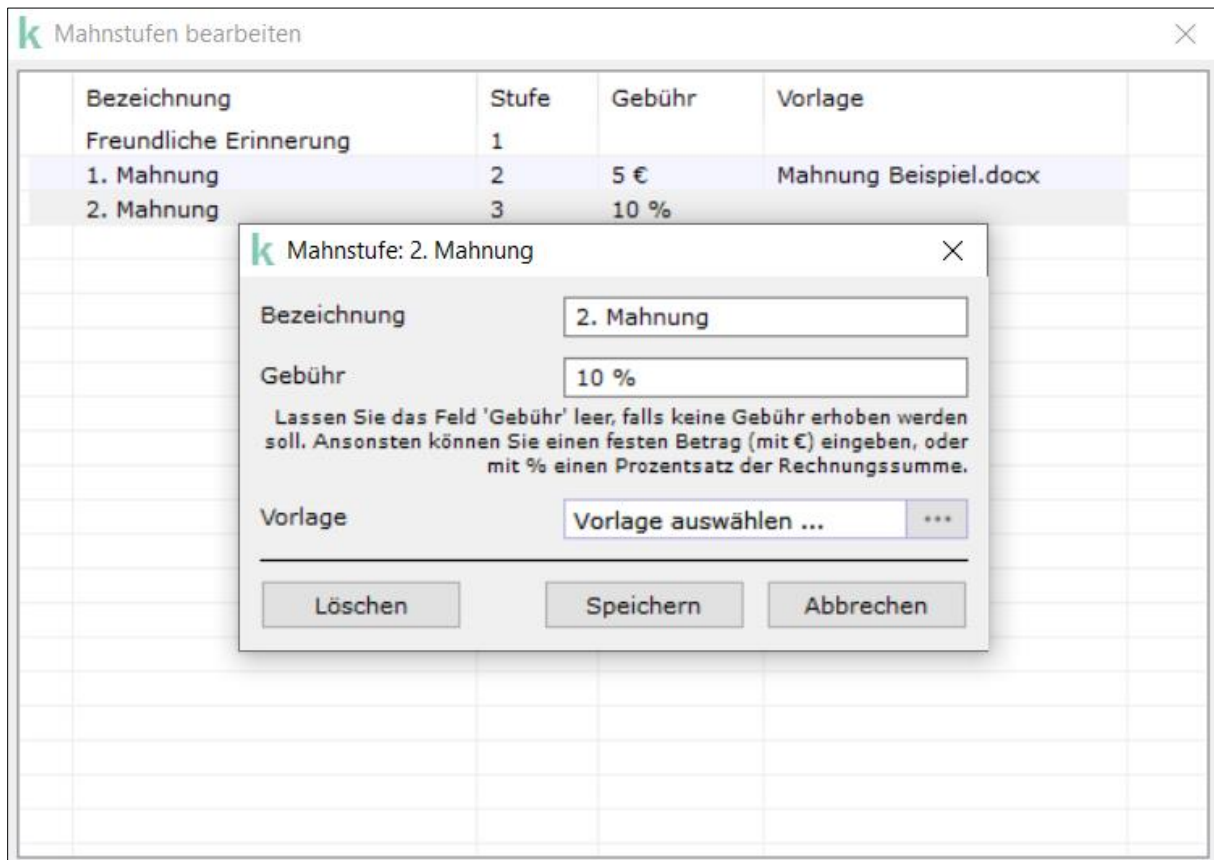 k Mahnstufen bearbeiten
Bezeichnung Stufe Gebühr Vorlage
Freundliche Erinnerung 1
1. Mahnung 2 5 € Mahnung Beispiel.docx
2. Mahnung 3 10 %
k Mahnstufe: 2. Mahnung
Bezeichnung 2. Mahnung
Gebühr 10 %
Lassen Sie das Feld 'Gebühr' leer, falls keine Gebühr erhoben werden
soll. Ansonsten können Sie einen festen Betrag (mit €) eingeben, oder
mit % einen Prozentsatz der Rechnungssumme.
Vorlage Vorlage auswählen ... ...
Löschen Speichern Abbrechen